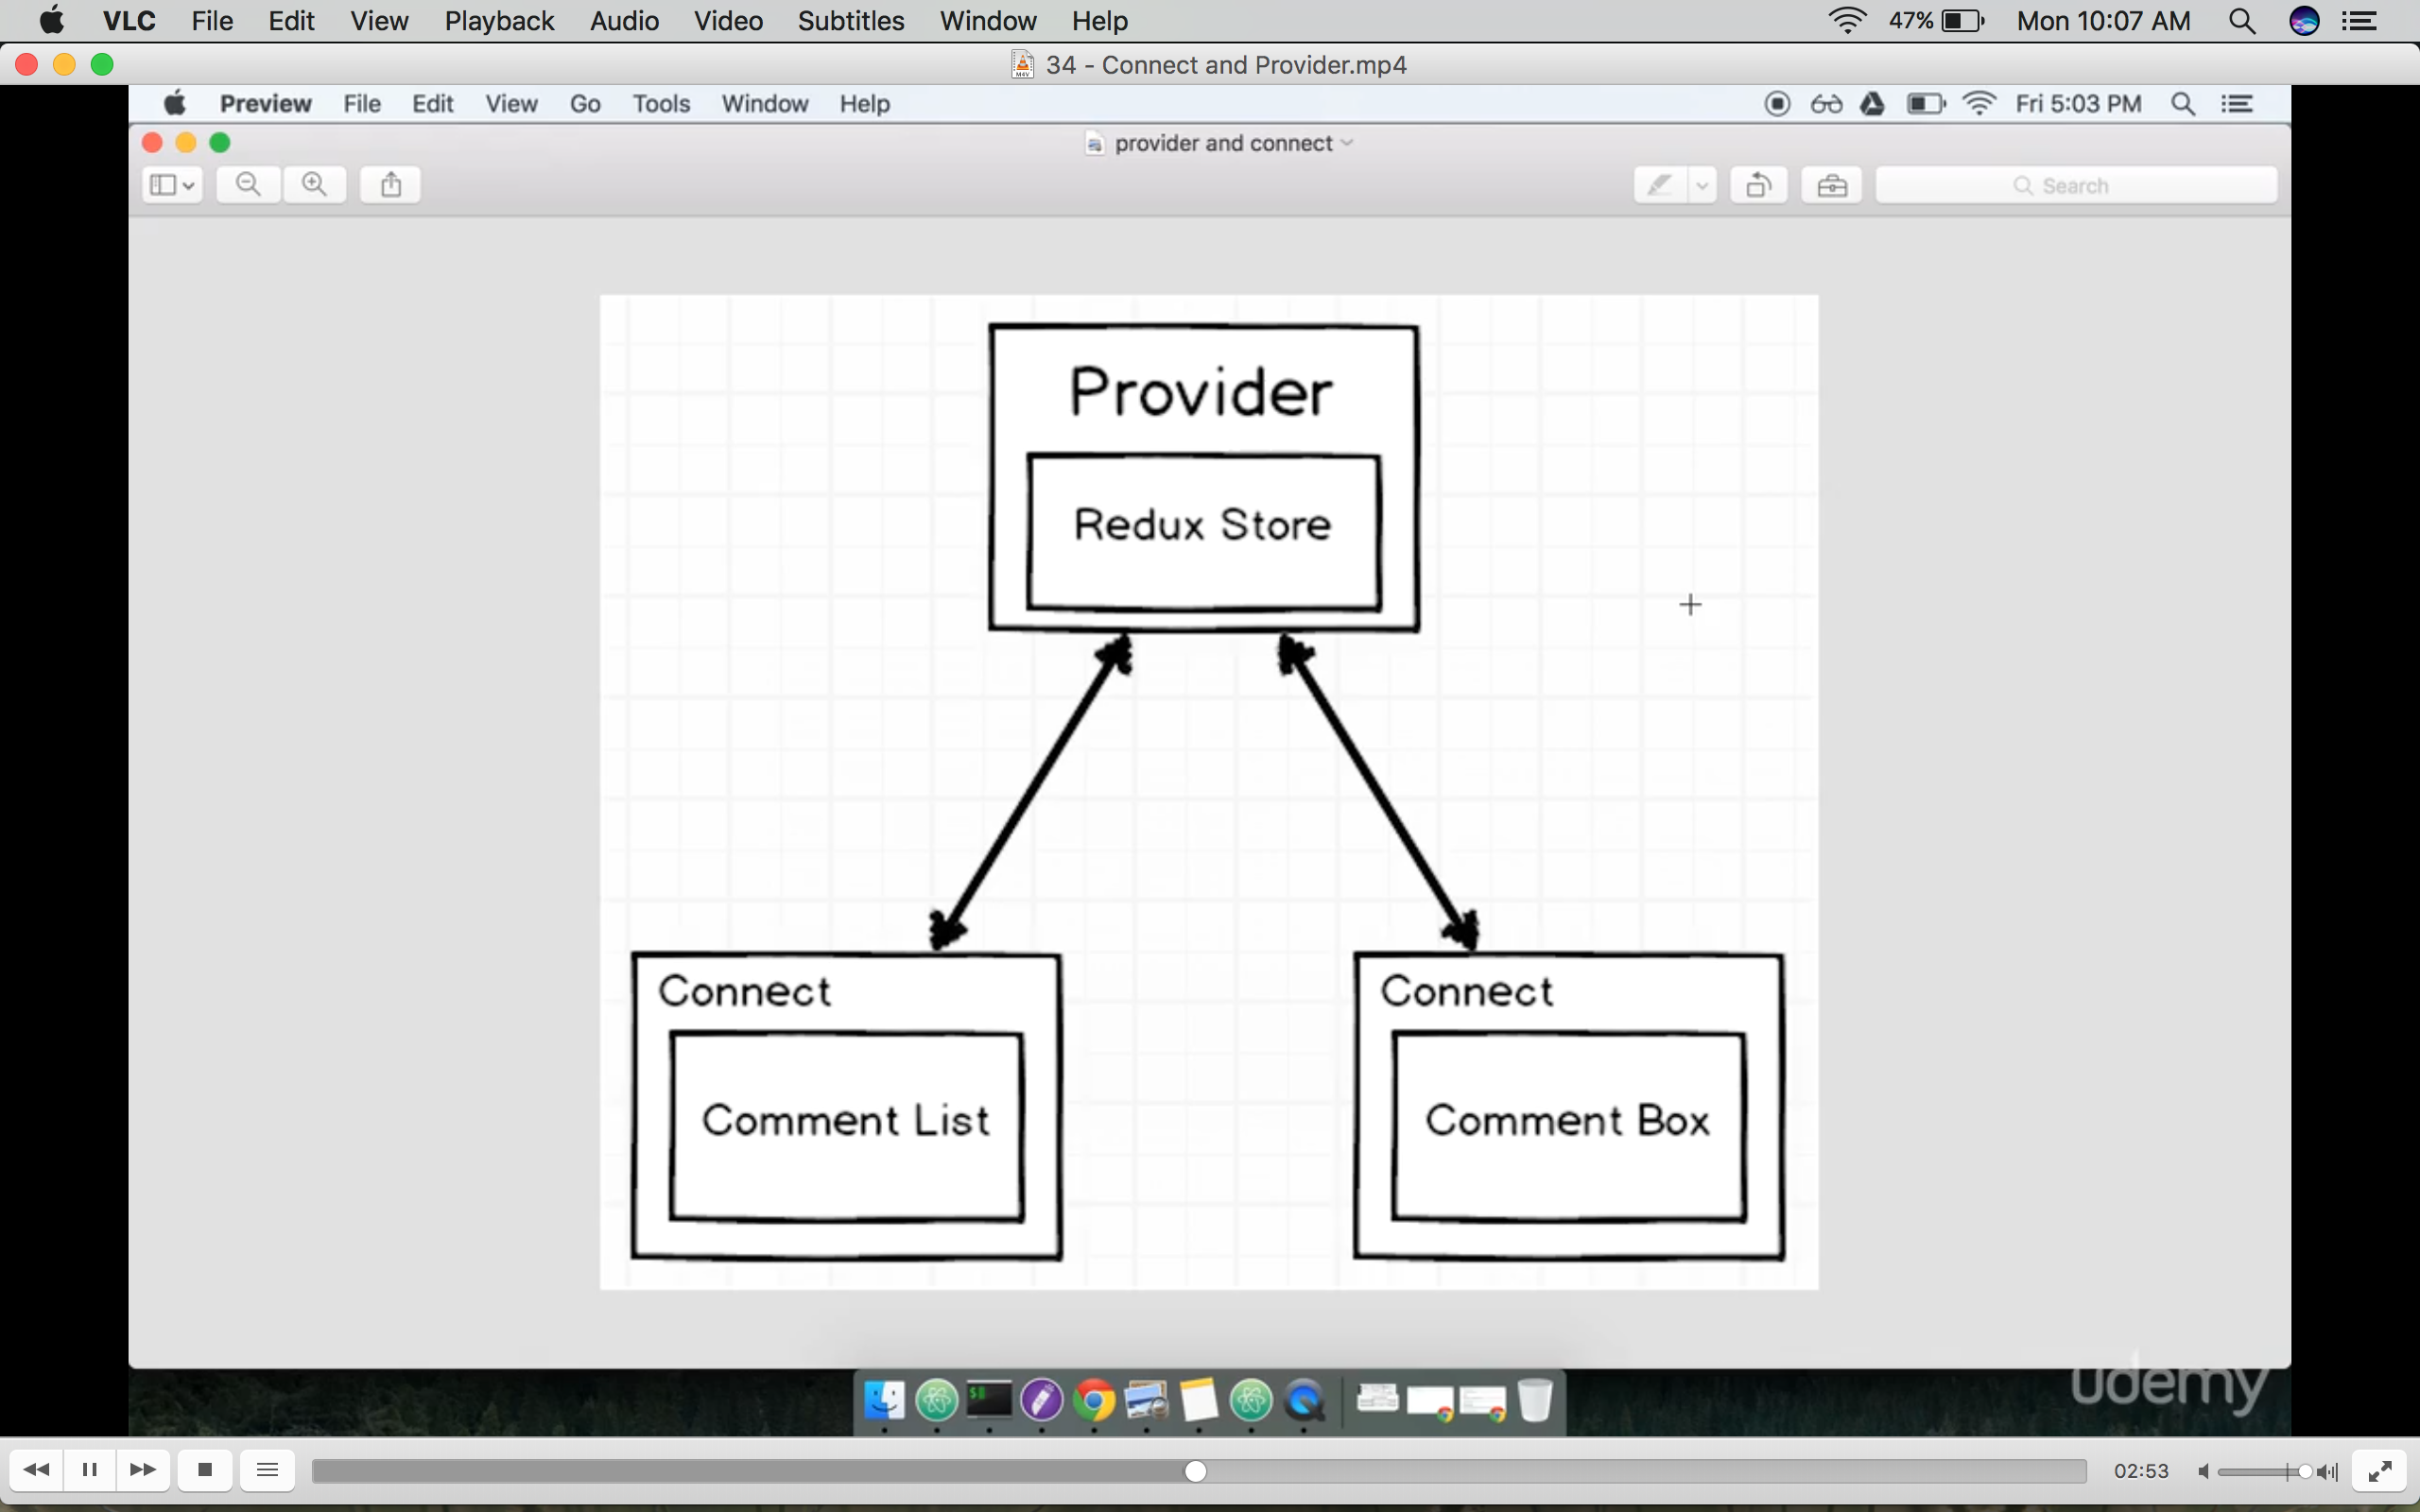 VLC File Edit View Playback Audio Video Subtitles Window Help 47% Mon 10:07 AM
34 - Connect and Provider.mp4
Preview File Edit View Go Tools Window Help Fri 5:03 PM
provider and connect
Search
Provider
Redux Store
Connect Connect
Comment List Comment Box
udemy
02:53